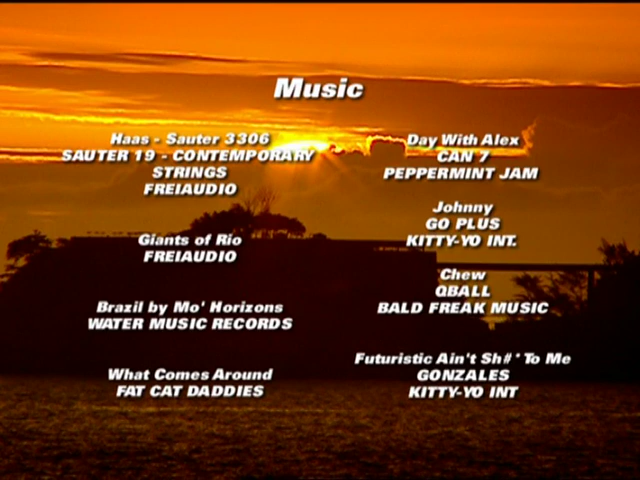 Music
Haas - Sauter 3306
SAUTER 19 - CONTEMPORARY
STRINGS
FREIAUDIO
Giants of Rio
FREIAUDIO
Brazil by Mo' Horizons
WATER MUSIC RECORDS
What Comes Around
FAT CAT DADDIES
Day With Alex
CAN 7
PEPPERMINT JAM
Johnny
GO PLUS
KITTY-YO INT.
Chew
QBALL
BALD FREAK MUSIC
Futuristic Ain't Sh#*To Me
GONZALES
KITTY-YO INT